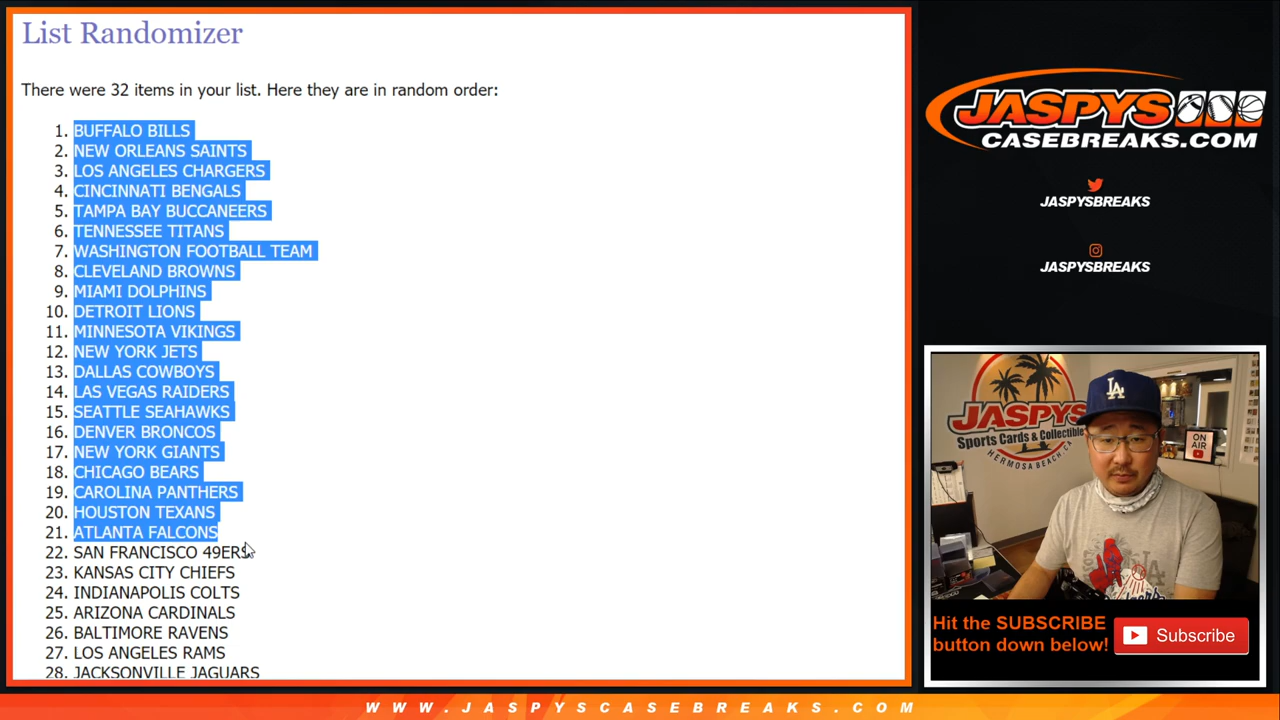 List Randomizer
There were 32 items in your list. Here they are in random order:
1. BUFFALO BILLS
2. NEW ORLEANS SAINTS
3. LOS ANGELES CHARGERS
4. CINCINNATI BENGALS
5. TAMPA BAY BUCCANEERS
6. TENNESSEE TITANS
7. WASHINGTON FOOTBALL TEAM
8. CLEVELAND BROWNS
9. MIAMI DOLPHINS
10. DETROIT LIONS
11. MINNESOTA VIKINGS
12. NEW YORK JETS
13. DALLAS COWBOYS
14. LAS VEGAS RAIDERS
15. SEATTLE SEAHAWKS
16. DENVER BRONCOS
17. NEW YORK GIANTS
18. CHICAGO BEARS
19. CAROLINA PANTHERS
20. HOUSTON TEXANS
21. ATLANTA FALCONS
22. SAN FRANCISCO 49ERS
23. KANSAS CITY CHIEFS
24. INDIANAPOLIS COLTS
25. ARIZONA CARDINALS
26. BALTIMORE RAVENS
27. LOS ANGELES RAMS
28. JACKSONVILLE JAGUARS
JASPYS
CASEBREAKS.COM
JASPYSBREAKS
JASPYSBREAKS
JASPYS
Sports Cards & Collectible
HERMOSA BEACH, CA
LA
ON
AIR
Hit the SUBSCRIBE
button down below!
Subscribe
WWW.JASPYSCASEBREAKS.COM